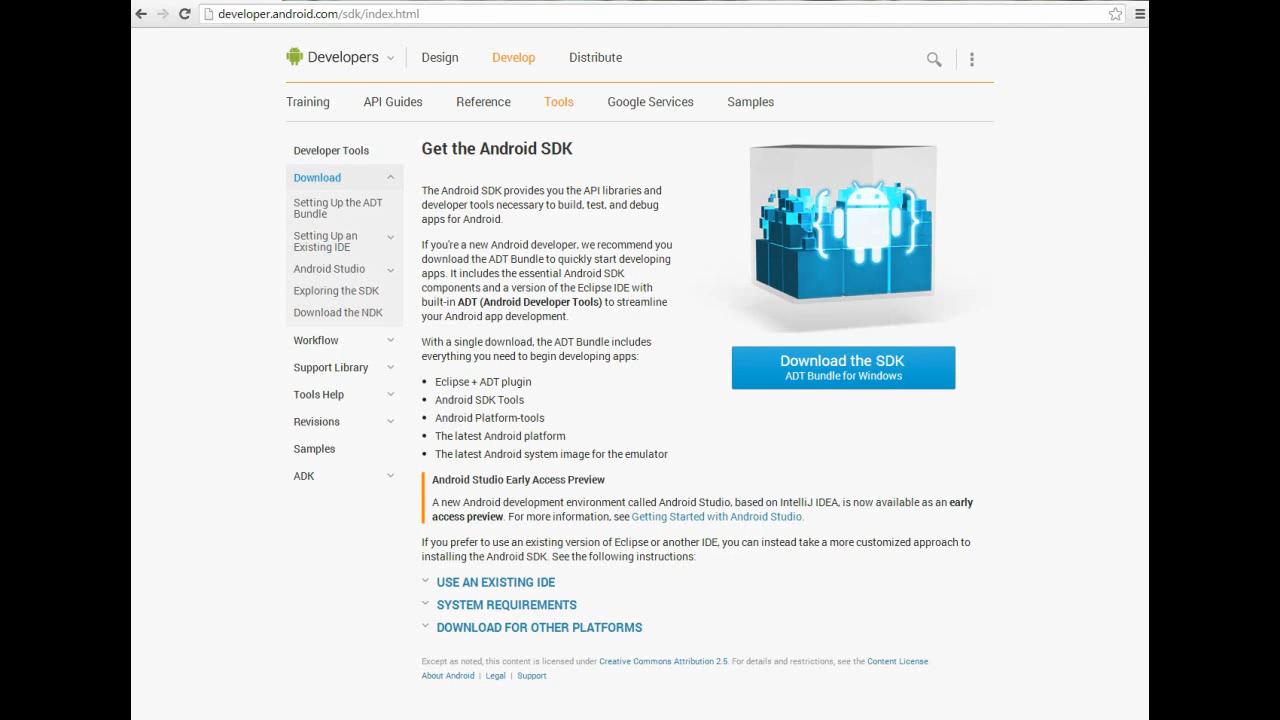 developer.android.com/sdk/index.html
Developers Design Develop Distribute
Training API Guides Reference Tools Google Services Samples
Developer Tools
Download
Setting Up the ADT
Bundle
Setting Up an
Existing IDE
Android Studio
Exploring the SDK
Download the NDK
Workflow
Support Library
Tools Help
Revisions
Samples
ADK
Get the Android SDK
The Android SDK provides you the API libraries and
developer tools necessary to build, test, and debug
apps for Android.
If you're a new Android developer, we recommend you
download the ADT Bundle to quickly start developing
apps. It includes the essential Android SDK
components and a version of the Eclipse IDE with
built-in ADT (Android Developer Tools) to streamline
your Android app development.
With a single download, the ADT Bundle includes
everything you need to begin developing apps:
• Eclipse + ADT plugin
• Android SDK Tools
• Android Platform-tools
• The latest Android platform
• The latest Android system image for the emulator
Download the SDK
ADT Bundle for Windows
Android Studio Early Access Preview
A new Android development environment called Android Studio, based on IntelliJ IDEA, is now available as an early
access preview. For more information, see Getting Started with Android Studio.
If you prefer to use an existing version of Eclipse or another IDE, you can instead take a more customized approach to
installing the Android SDK. See the following instructions:
USE AN EXISTING IDE
SYSTEM REQUIREMENTS
DOWNLOAD FOR OTHER PLATFORMS
Except as noted, this content is licensed under Creative Commons Attribution 2.5. For details and restrictions, see the Content License
About Android | Legal | Support